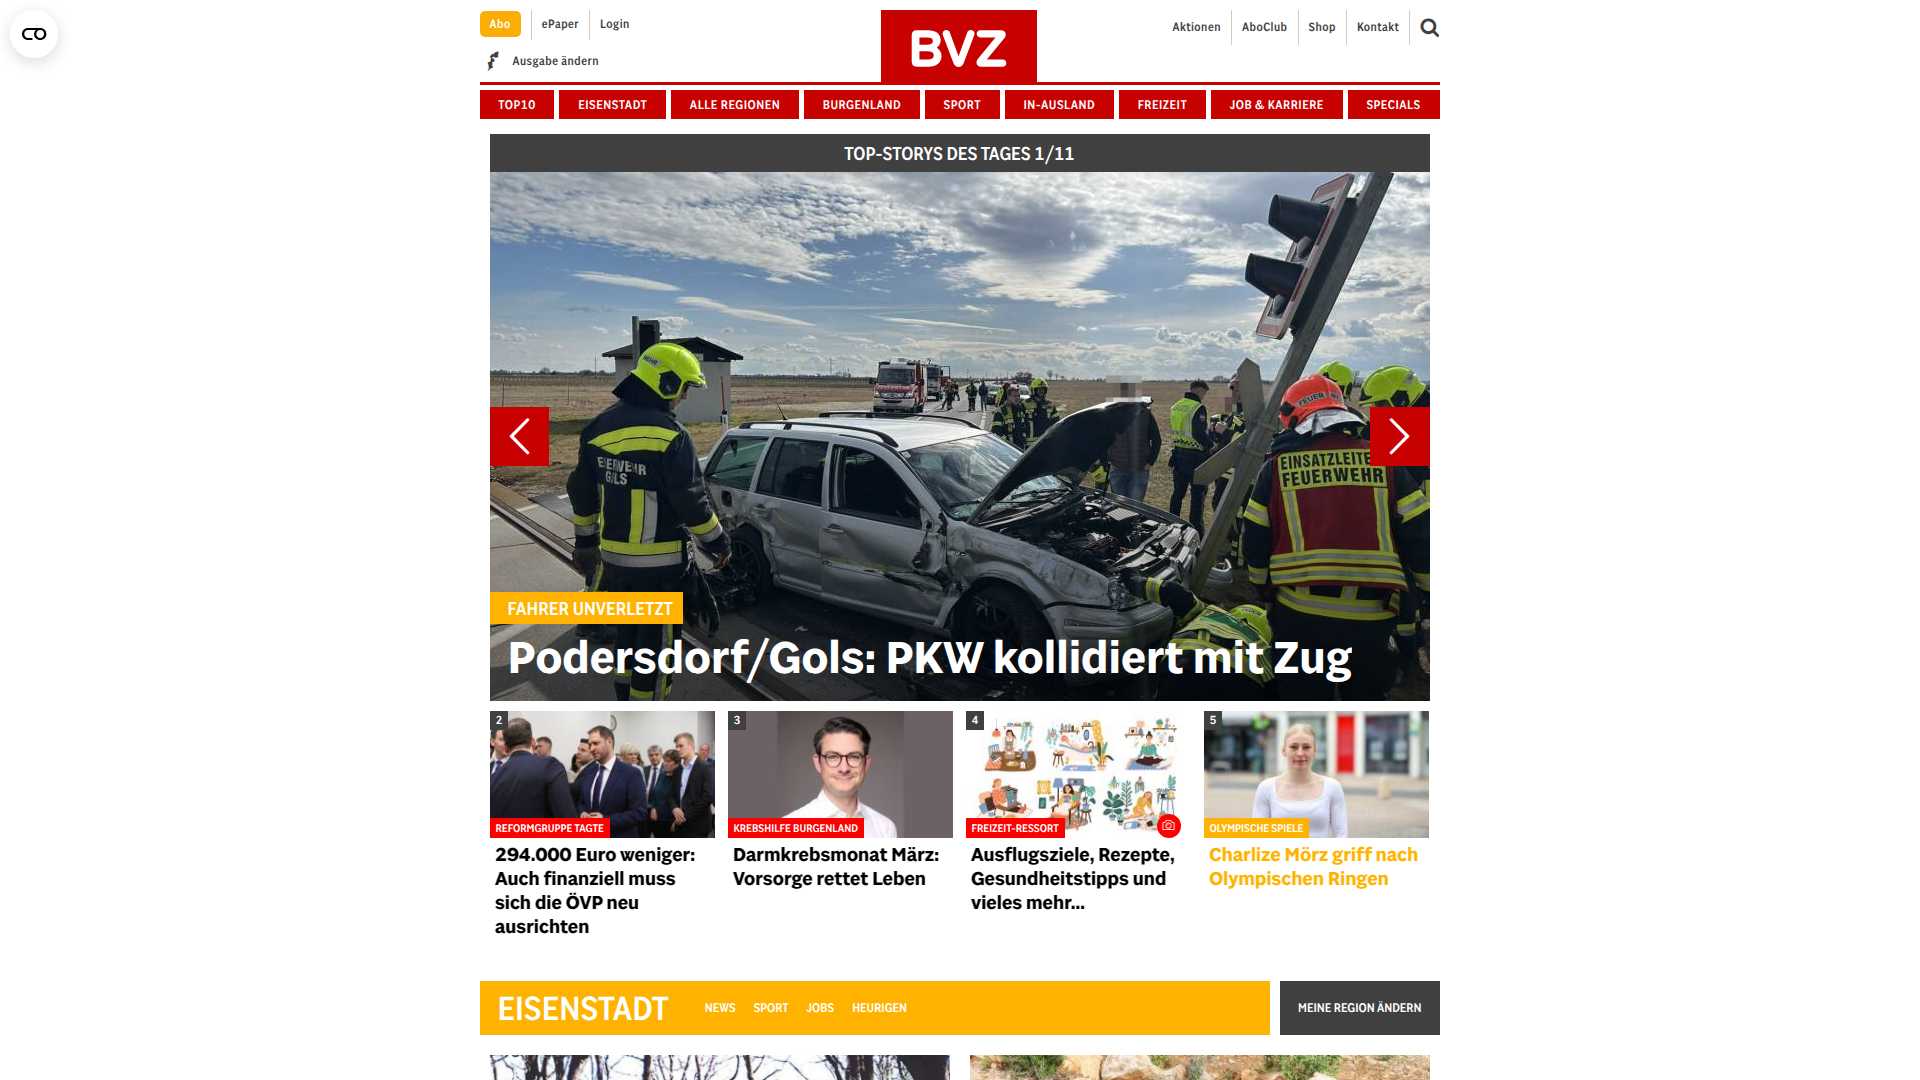 Abo
ePaper
Login
Ausgabe ändern
BVZ
Aktionen
AboClub
Shop
Kontakt
TOP10
EISENSTADT
ALLE REGIONEN
BURGENLAND
SPORT
IN-AUSLAND
FREIZEIT
JOB & KARRIERE
SPECIALS
TOP-STORYS DES TAGES 1/11
FEUERWEHR
GOLS
FEUER
EINSATZLEITER
FEUERWEHR
FAHRER UNVERLETZT
Podersdorf/Gols: PKW kollidiert mit Zug
2
REFORMGRUPPE TAGTE
294.000 Euro weniger:
Auch finanziell muss
sich die ÖVP neu
ausrichten
3
KREBSHILFE BURGENLAND
Darmkrebsmonat März:
Vorsorge rettet Leben
4
FREIZEIT-RESSORT
Ausflugsziele, Rezepte,
Gesundheitstipps und
vieles mehr...
5
OLYMPISCHE SPIELE
Charlize Mörz griff nach
Olympischen Ringen
EISENSTADT
NEWS
SPORT
JOBS
HEURIGEN
MEINE REGION ÄNDERN